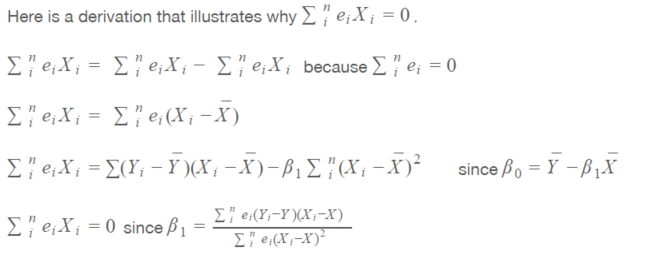 Here is a derivation that illustrates why ∑ᵢⁿ eᵢXᵢ = 0.
∑ᵢⁿ eᵢXᵢ = ∑ᵢⁿ eᵢXᵢ − ∑ᵢⁿ eᵢXᵢ because ∑ᵢⁿ eᵢ = 0
∑ᵢⁿ eᵢXᵢ = ∑ᵢⁿ eᵢ(Xᵢ − X̄)
∑ᵢⁿ eᵢXᵢ = ∑(Yᵢ − Ȳ)(Xᵢ − X̄) − β₁ ∑ᵢⁿ(Xᵢ − X̄)² since β₀ = Ȳ − β₁X̄
∑ᵢⁿ eᵢXᵢ = 0 since β₁ = ∑ᵢⁿ eᵢ(Yᵢ−Y)(Xᵢ−X) / ∑ᵢⁿ eᵢ(Xᵢ−X)²